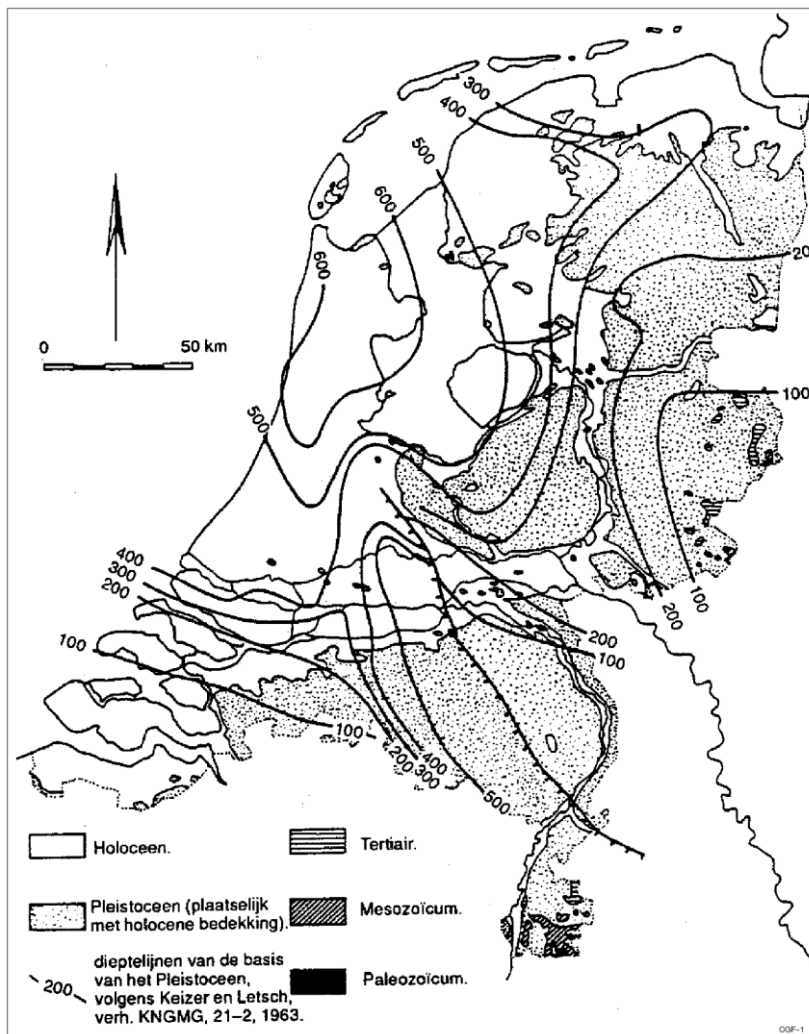 300
400
500
600
600
200
0 50 km
100
500
400
300
200
100
200
100
200
100
100
200
400
300
500
Holoceen.
Tertiair.
Pleistoceen (plaatselijk
met holocene bedekking).
Mesozoïcum.
200
dieptelijnen van de basis
van het Pleistoceen,
volgens Keizer en Letsch,
verh. KNGMG, 21–2, 1963.
Paleozoïcum.